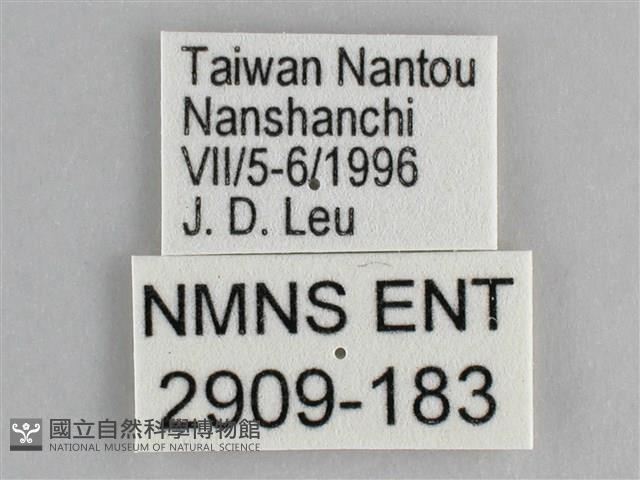 Taiwan Nantou
Nanshanchi
VII/5-6/1996
J. D. Leu
NMNS ENT
2909-183
國立自然科學博物館
NATIONAL MUSEUM OF NATURAL SCIENCE